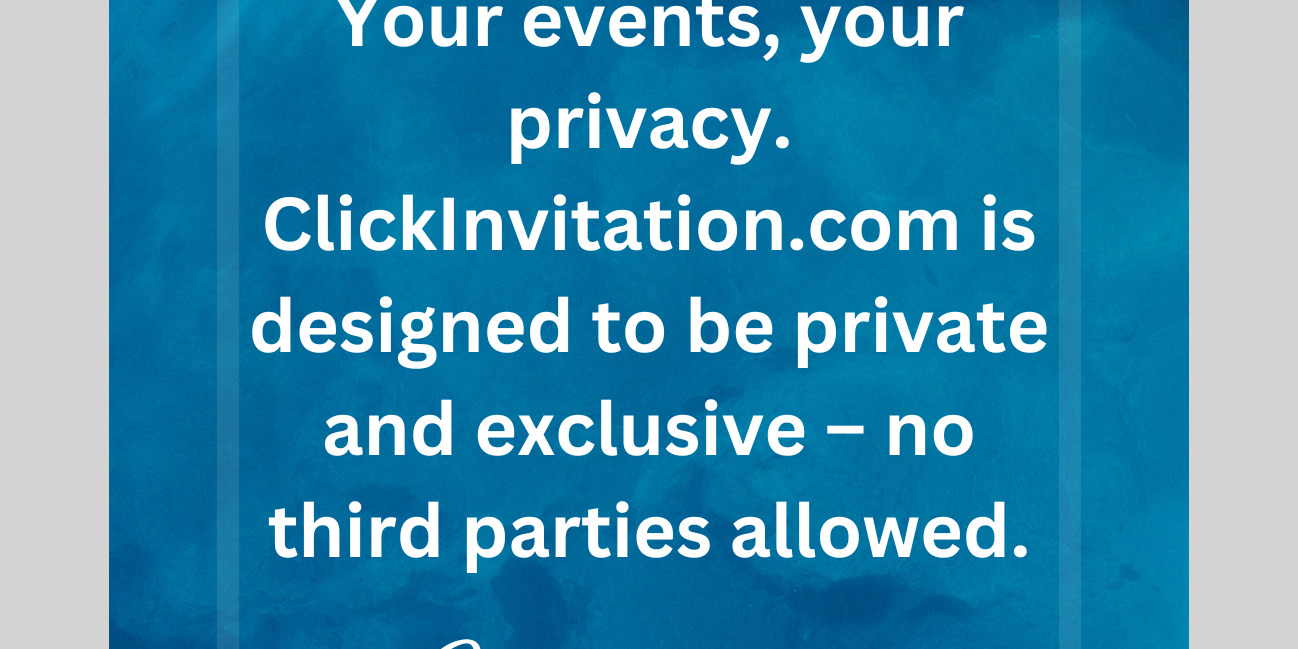 Your events, your
privacy.
ClickInvitation.com is
designed to be private
and exclusive – no
third parties allowed.